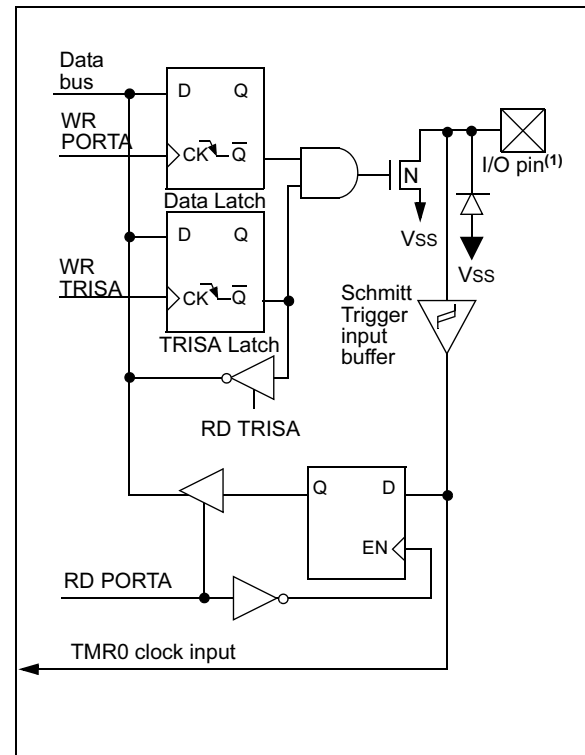 Data
bus
D Q
WR
PORTA
CK Q̅
N
I/O pin(1)
Data Latch
VSS
VSS
D Q
WR
TRISA
CK Q̅
Schmitt
Trigger
input
buffer
TRISA Latch
RD TRISA
Q D
EN
RD PORTA
TMR0 clock input